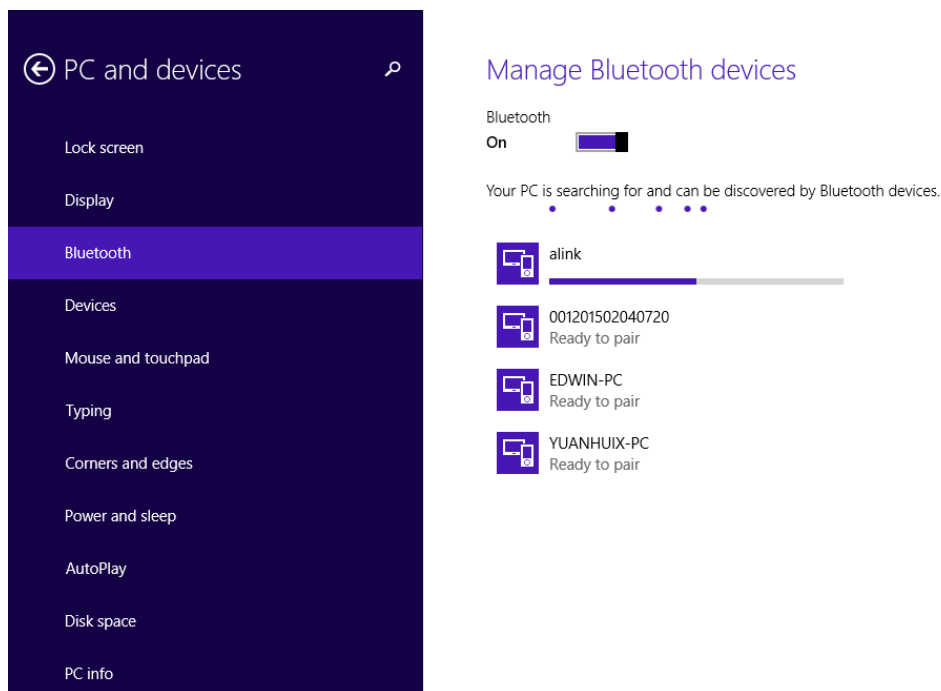 PC and devices
Lock screen
Display
Bluetooth
Devices
Mouse and touchpad
Typing
Corners and edges
Power and sleep
AutoPlay
Disk space
PC info
Manage Bluetooth devices
Bluetooth
On
Your PC is searching for and can be discovered by Bluetooth devices.
alink
001201502040720
Ready to pair
EDWIN-PC
Ready to pair
YUANHUIX-PC
Ready to pair